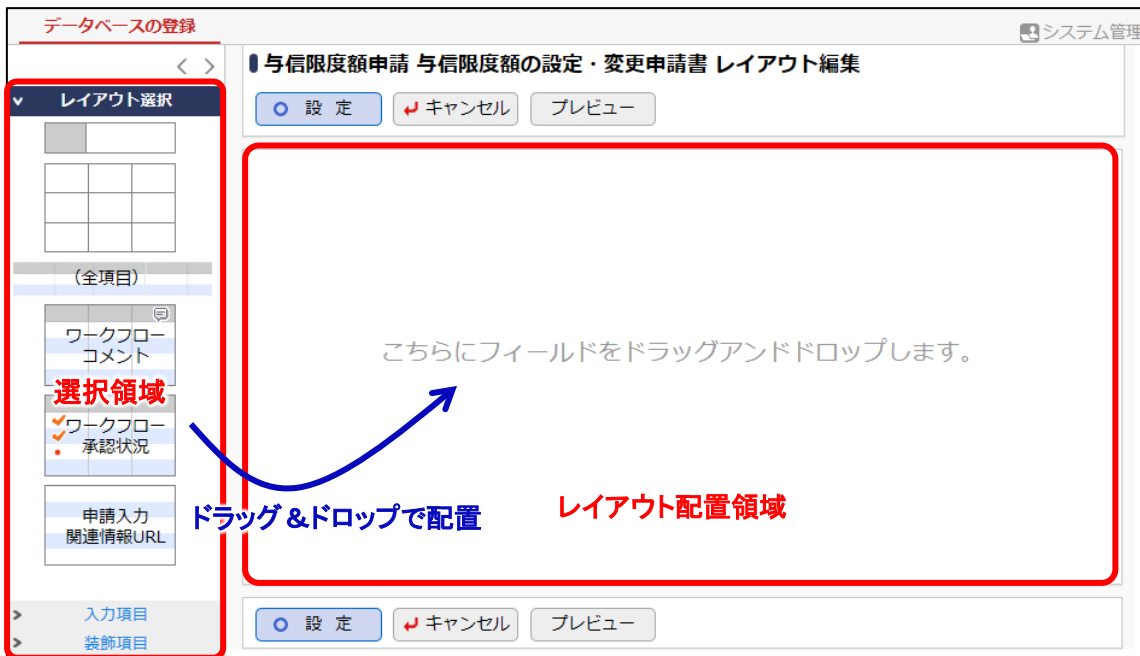 データベースの登録
システム管理
< >
与信限度額申請 与信限度額の設定・変更申請書 レイアウト編集
設 定
キャンセル
プレビュー
レイアウト選択
(全項目)
ワークフロー
コメント
選択領域
ワークフロー
承認状況
申請入力
関連情報URL
入力項目
装飾項目
こちらにフィールドをドラッグアンドドロップします。
ドラッグ&ドロップで配置
レイアウト配置領域
設 定
キャンセル
プレビュー